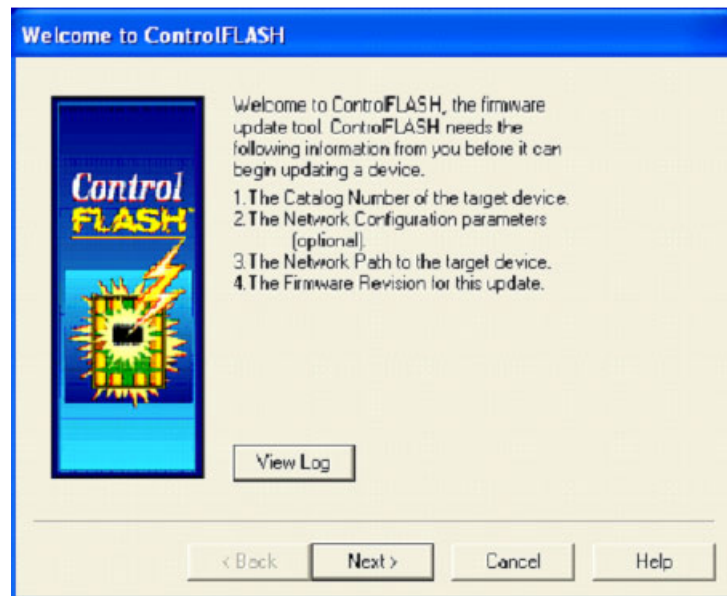 Welcome to ControlFLASH
Welcome to ControlFLASH, the firmware
update tool. ControlFLASH needs the
following information from you before it can
begin updating a device.
1.The Catalog Number of the target device.
2.The Network Configuration parameters
(optional).
3.The Network Path to the target device.
4.The Firmware Revision for this update.
Control
FLASH
View Log
< Back
Next >
Cancel
Help